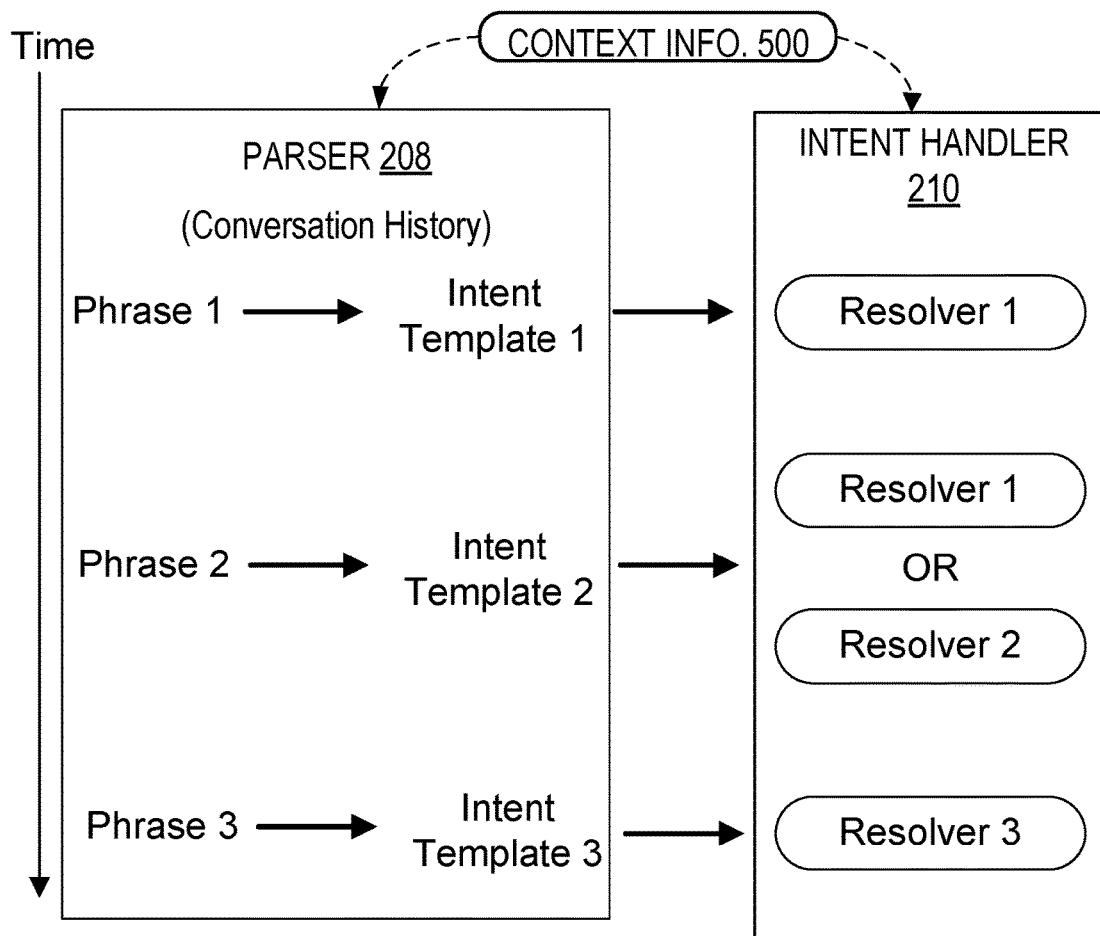 Time
CONTEXT INFO. 500
PARSER 208
(Conversation History)
INTENT HANDLER
210
Phrase 1
Intent
Template 1
Resolver 1
Phrase 2
Intent
Template 2
Resolver 1
OR
Resolver 2
Phrase 3
Intent
Template 3
Resolver 3